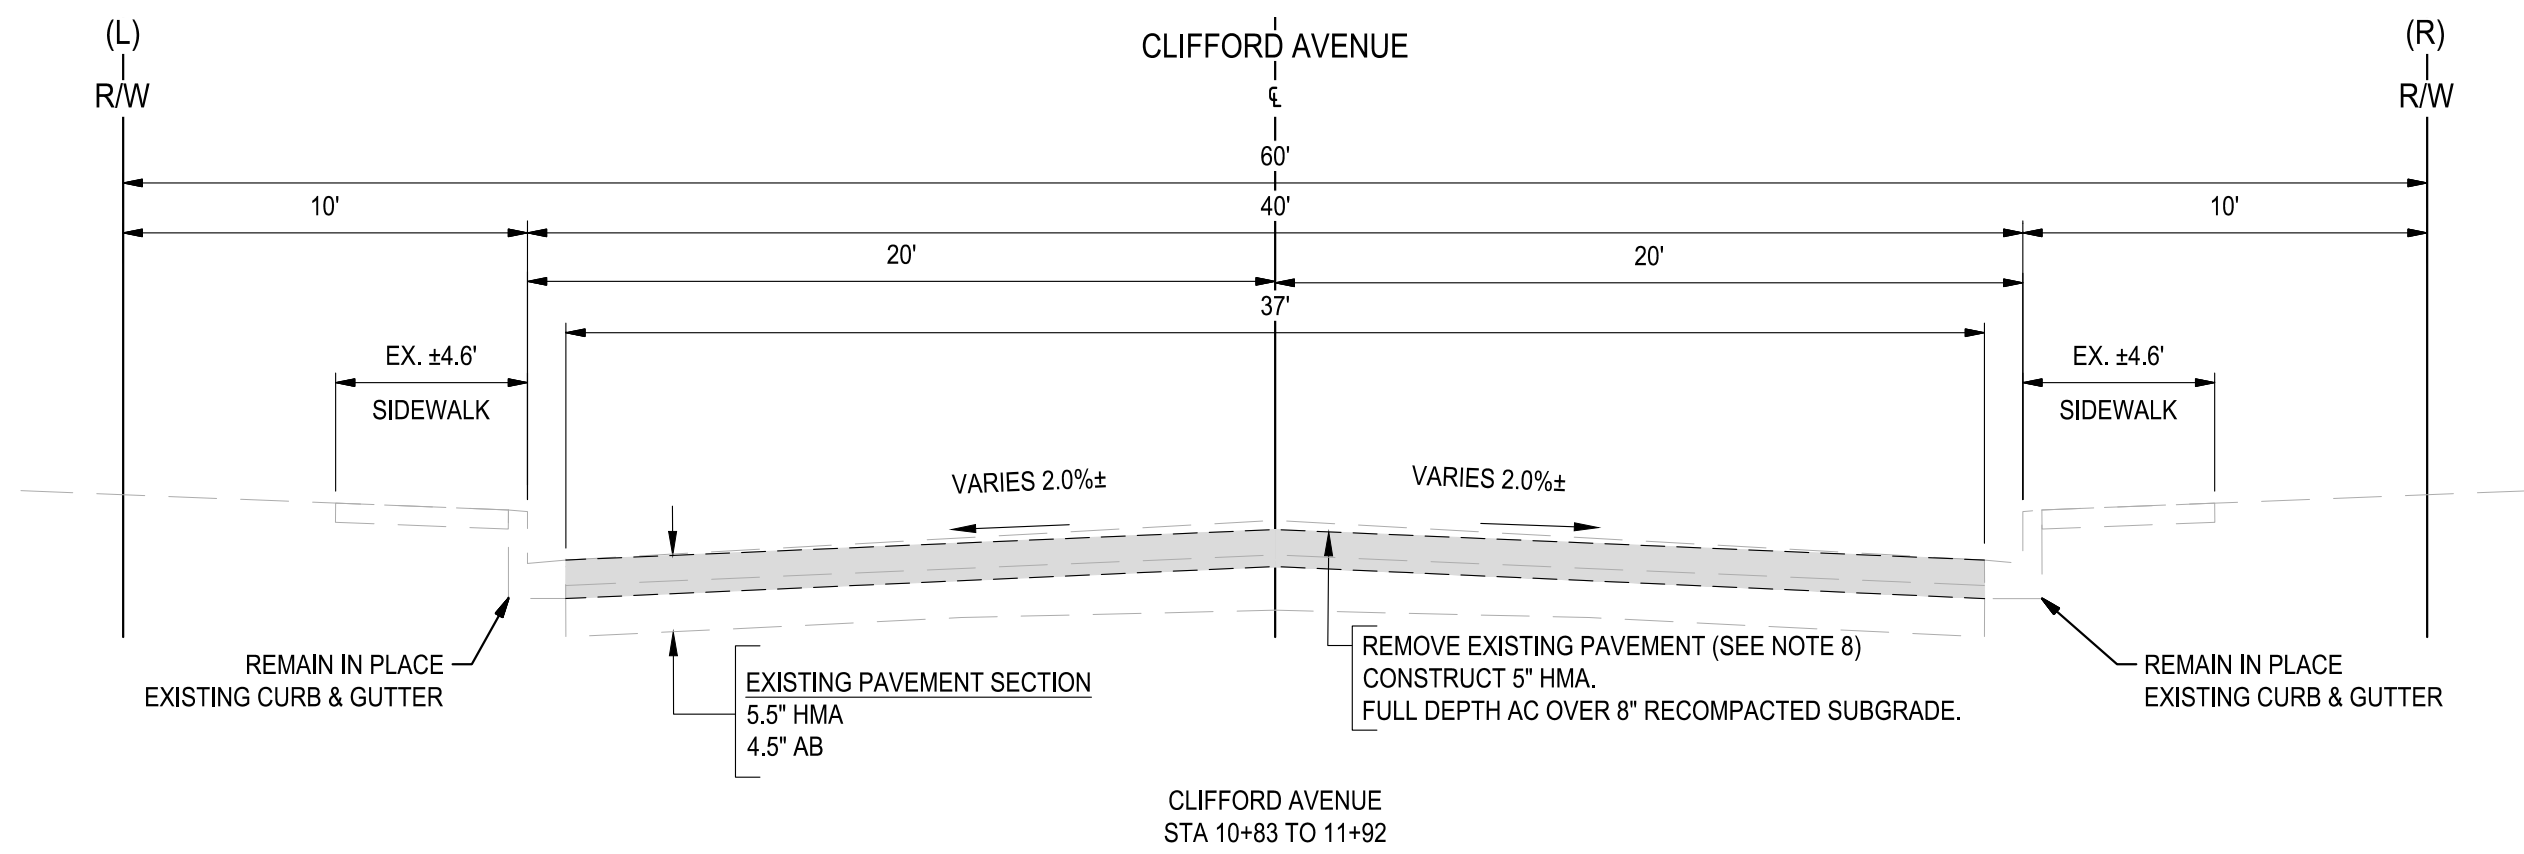 (L)
CLIFFORD AVENUE
(R)
R/W
℄
R/W
60'
10'
40'
10'
20'
20'
37'
EX. ±4.6'
SIDEWALK
EX. ±4.6'
SIDEWALK
VARIES 2.0%±
VARIES 2.0%±
REMAIN IN PLACE
EXISTING CURB & GUTTER
EXISTING PAVEMENT SECTION
5.5" HMA
4.5" AB
REMOVE EXISTING PAVEMENT (SEE NOTE 8)
CONSTRUCT 5" HMA.
FULL DEPTH AC OVER 8" RECOMPACTED SUBGRADE.
REMAIN IN PLACE
EXISTING CURB & GUTTER
CLIFFORD AVENUE
STA 10+83 TO 11+92